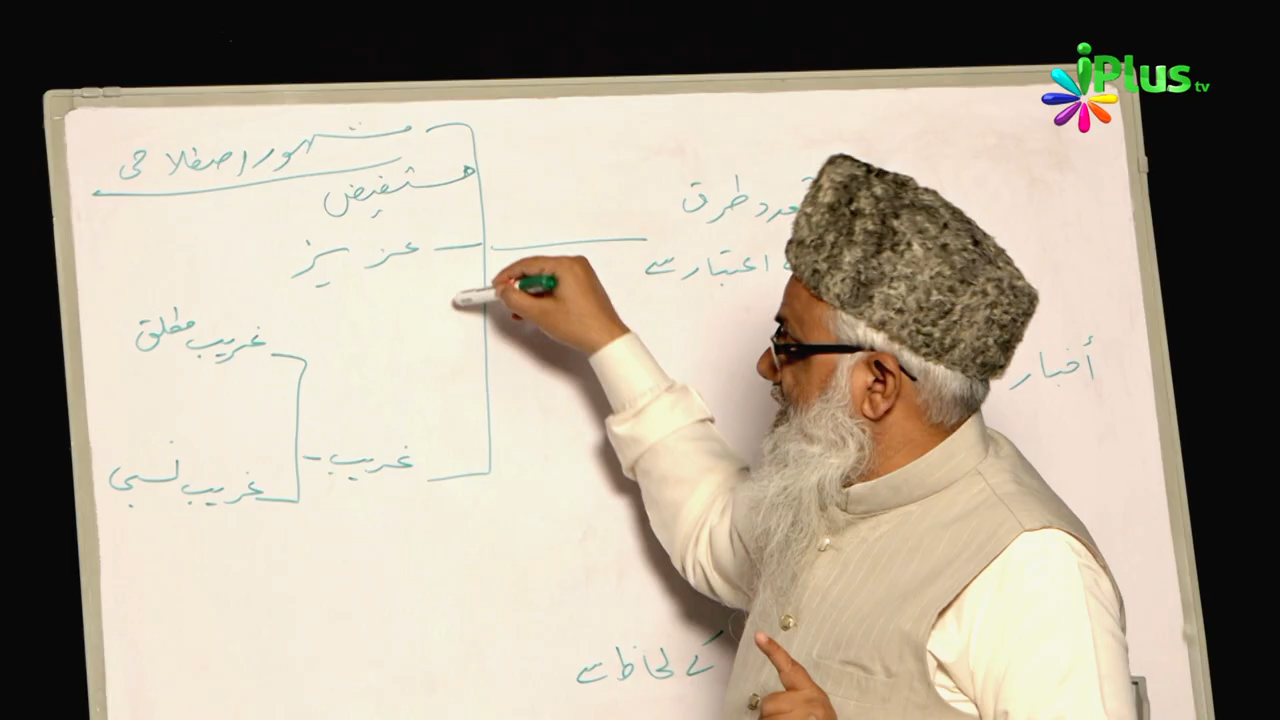 iPlus tv
مشہور اصطلاحی
مستفیض
طرق
اعتبار سے
عزیز
غریب مطلق
أخبار
غریب
غریب نسبی
کے لحاظ سے